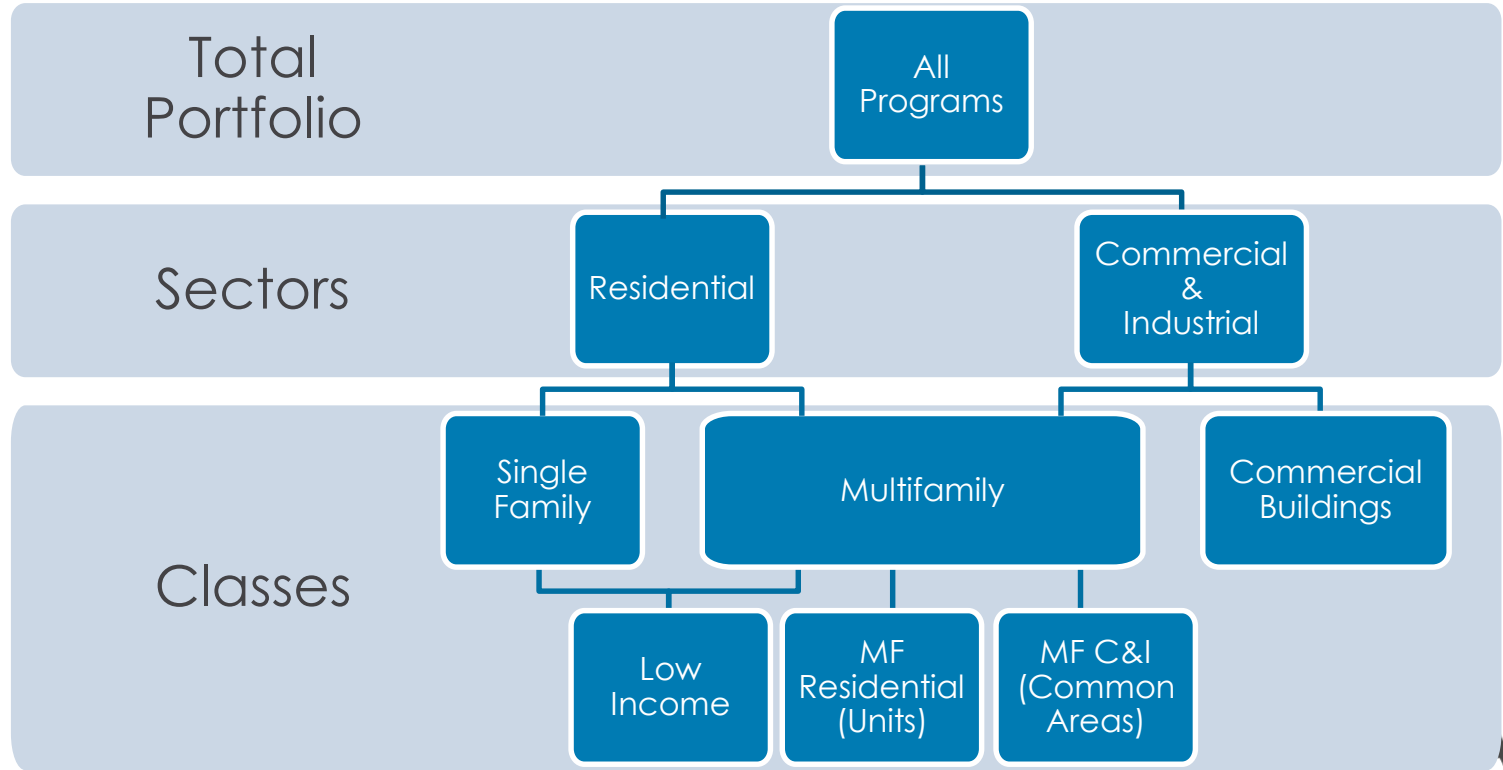 Total
Portfolio
All
Programs
Sectors
Residential
Commercial
&
Industrial
Classes
Single
Family
Multifamily
Commercial
Buildings
Low
Income
MF
Residential
(Units)
MF C&I
(Common
Areas)